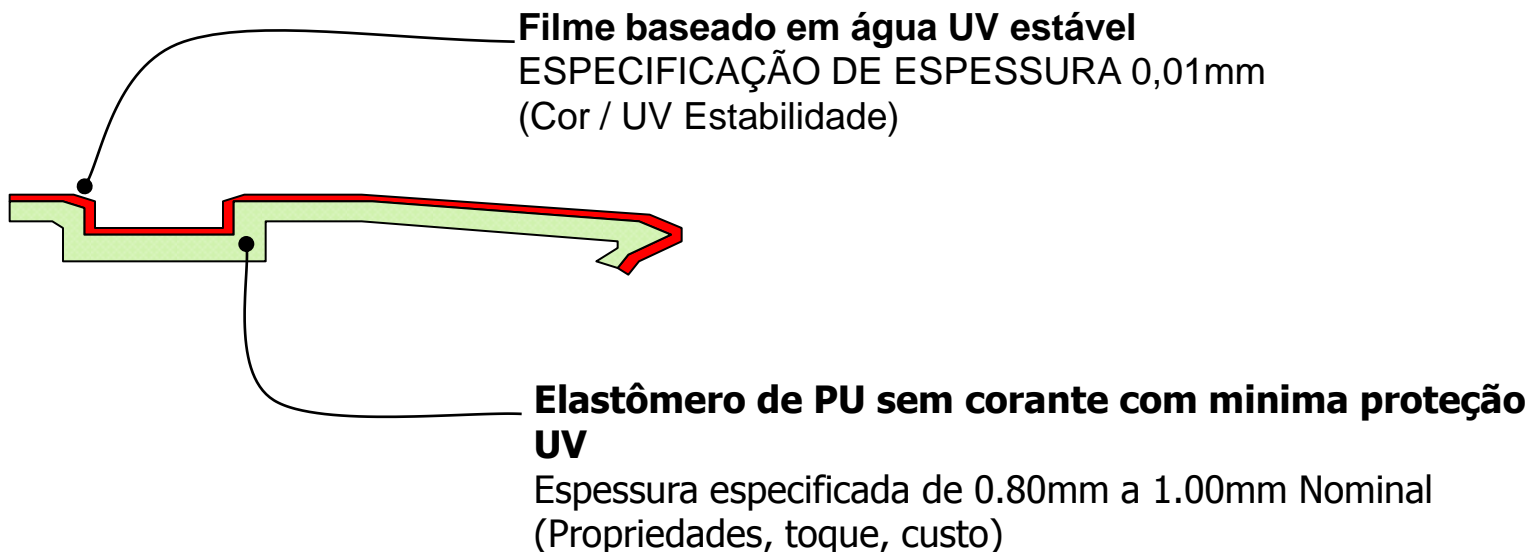 Filme baseado em água UV estável
ESPECIFICAÇÃO DE ESPESSURA 0,01mm
(Cor / UV Estabilidade)
Elastômero de PU sem corante com minima proteção
UV
Espessura especificada de 0.80mm a 1.00mm Nominal
(Propriedades, toque, custo)